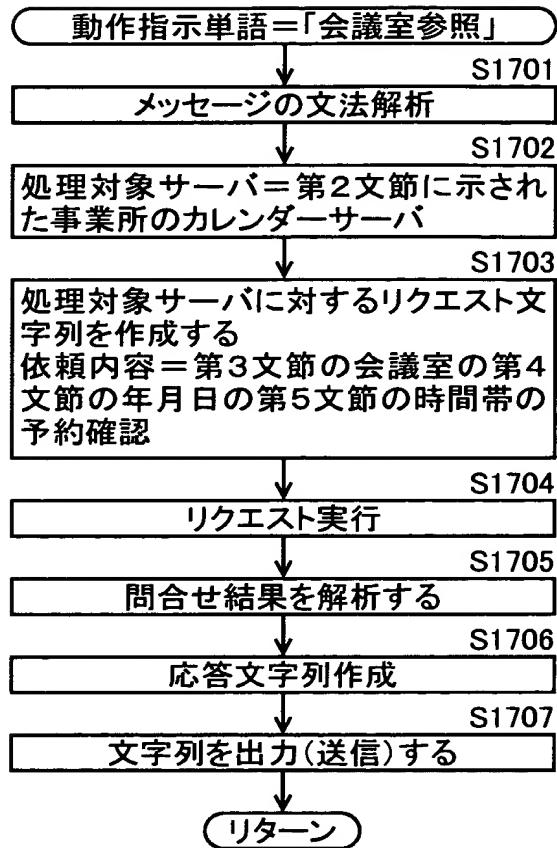 動作指示単語=「会議室参照」
S1701
メッセージの文法解析
S1702
処理対象サーバ=第2文節に示され
た事業所のカレンダーサーバ
S1703
処理対象サーバに対するリクエスト文
字列を作成する
依頼内容=第3文節の会議室の第4
文節の年月日の第5文節の時間帯の
予約確認
S1704
リクエスト実行
S1705
問合せ結果を解析する
S1706
応答文字列作成
S1707
文字列を出力(送信)する
リターン